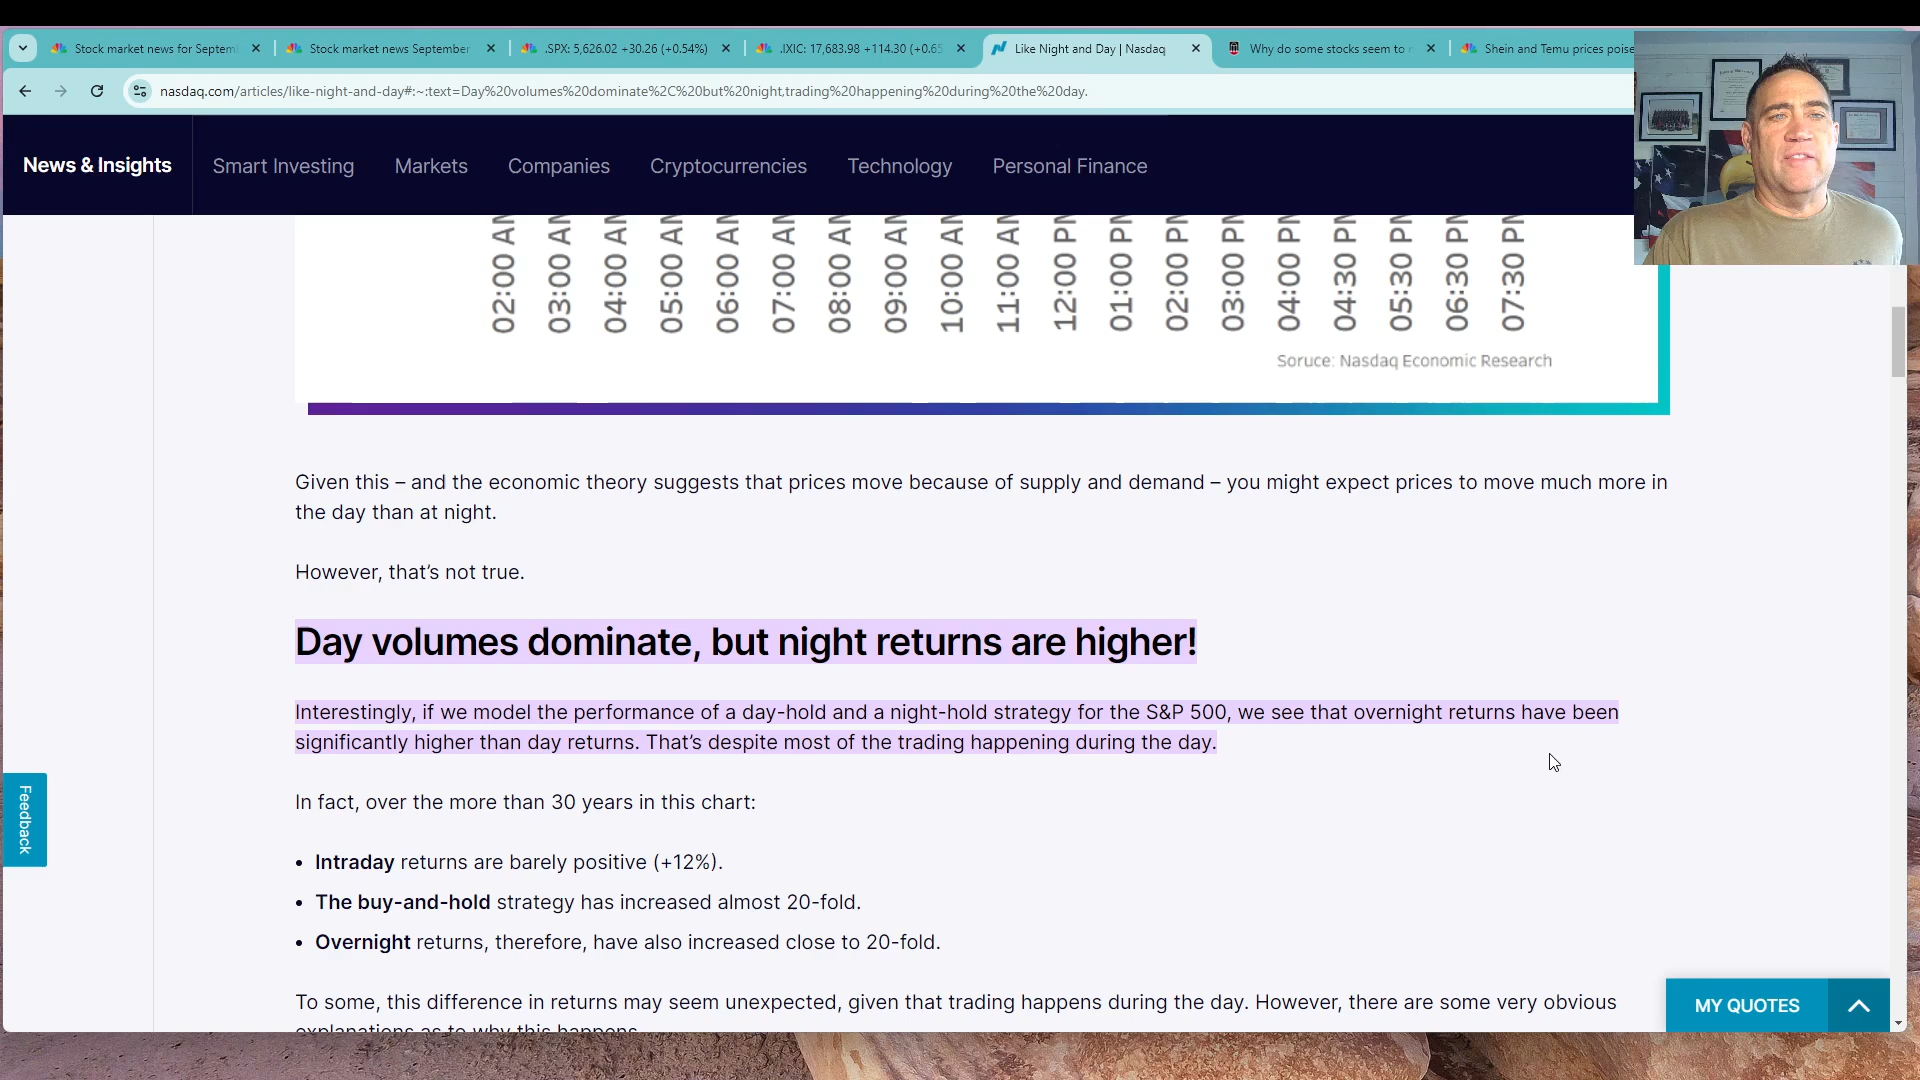 Stock market news for Septem
Stock market news September
.SPX: 5,626.02 +30.26 (+0.54%)
.IXIC: 17,683.98 +114.30 (+0.65
Like Night and Day | Nasdaq
Why do some stocks seem to
Shein and Temu prices poise
nasdaq.com/articles/like-night-and-day#:~:text=Day%20volumes%20dominate%2C%20but%20night,trading%20happening%20during%20the%20day.
News & Insights
Smart Investing
Markets
Companies
Cryptocurrencies
Technology
Personal Finance
02:00 AM
03:00 AM
04:00 AM
05:00 AM
06:00 AM
07:00 AM
08:00 AM
09:00 AM
10:00 AM
11:00 AM
12:00 PM
01:00 PM
02:00 PM
03:00 PM
04:00 PM
04:30 PM
05:30 PM
06:30 PM
07:30 PM
Soruce: Nasdaq Economic Research
Given this – and the economic theory suggests that prices move because of supply and demand – you might expect prices to move much more in
the day than at night.
However, that’s not true.
Day volumes dominate, but night returns are higher!
Interestingly, if we model the performance of a day-hold and a night-hold strategy for the S&P 500, we see that overnight returns have been
significantly higher than day returns. That’s despite most of the trading happening during the day.
In fact, over the more than 30 years in this chart:
• Intraday returns are barely positive (+12%).
• The buy-and-hold strategy has increased almost 20-fold.
• Overnight returns, therefore, have also increased close to 20-fold.
To some, this difference in returns may seem unexpected, given that trading happens during the day. However, there are some very obvious
explanations as to why this happens.
Feedback
MY QUOTES